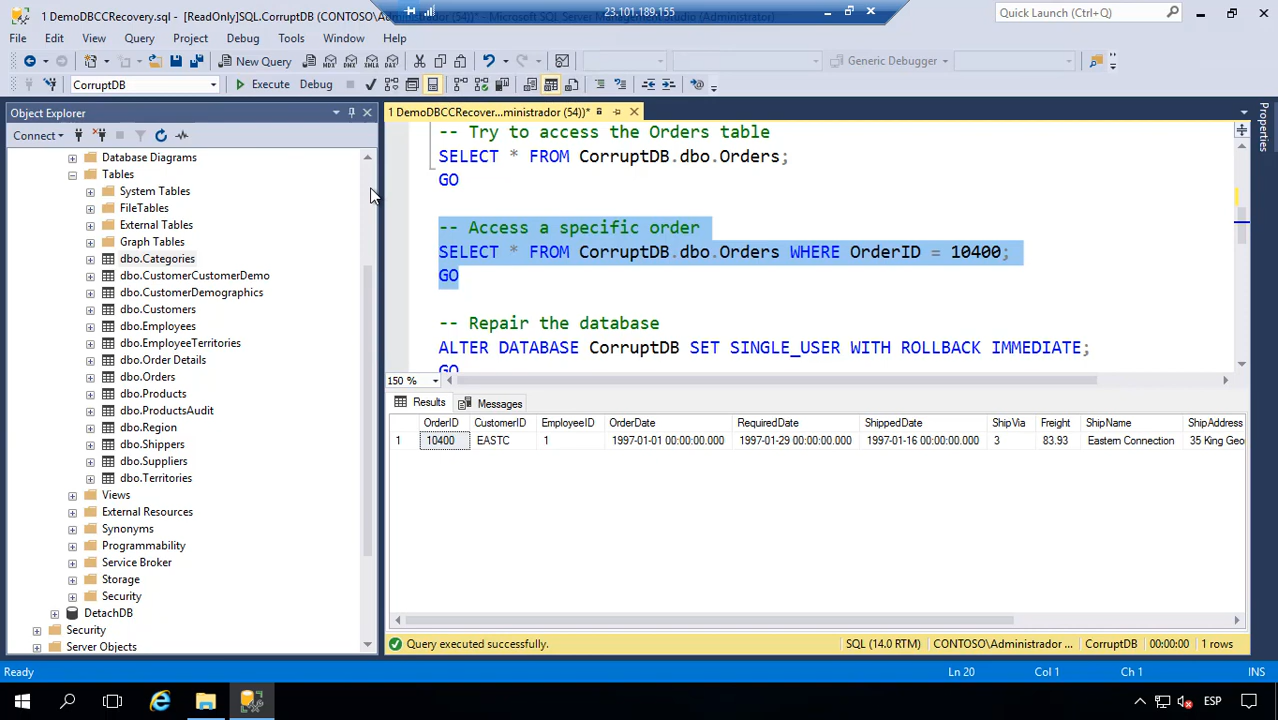 1 DemoDBCCRecovery.sql - [ReadOnly]SQL.CorruptDB (CONTOSO\Administrador (54))* - Microsoft SQL Server Management Studio (Administrator)
23.101.189.155
Quick Launch (Ctrl+Q)
File Edit View Query Project Debug Tools Window Help
New Query
MDX DMX XMLA DAX
Generic Debugger
CorruptDB
Execute Debug
Object Explorer
1 DemoDBCCRecover...ministrador (54))*
Properties
Connect
Database Diagrams
Tables
System Tables
FileTables
External Tables
Graph Tables
dbo.Categories
dbo.CustomerCustomerDemo
dbo.CustomerDemographics
dbo.Customers
dbo.Employees
dbo.EmployeeTerritories
dbo.Order Details
dbo.Orders
dbo.Products
dbo.ProductsAudit
dbo.Region
dbo.Shippers
dbo.Suppliers
dbo.Territories
Views
External Resources
Synonyms
Programmability
Service Broker
Storage
Security
DetachDB
Security
Server Objects
-- Try to access the Orders table
SELECT * FROM CorruptDB.dbo.Orders;
GO
-- Access a specific order
SELECT * FROM CorruptDB.dbo.Orders WHERE OrderID = 10400;
GO
-- Repair the database
ALTER DATABASE CorruptDB SET SINGLE_USER WITH ROLLBACK IMMEDIATE;
GO
150 %
Results Messages
OrderID CustomerID EmployeeID OrderDate RequiredDate ShippedDate ShipVia Freight ShipName ShipAddress
1 10400 EASTC 1 1997-01-01 00:00:00.000 1997-01-29 00:00:00.000 1997-01-16 00:00:00.000 3 83.93 Eastern Connection 35 King Geo
Query executed successfully. SQL (14.0 RTM) CONTOSO\Administrador ... CorruptDB 00:00:00 1 rows
Ready Ln 20 Col 1 Ch 1 INS
ESP